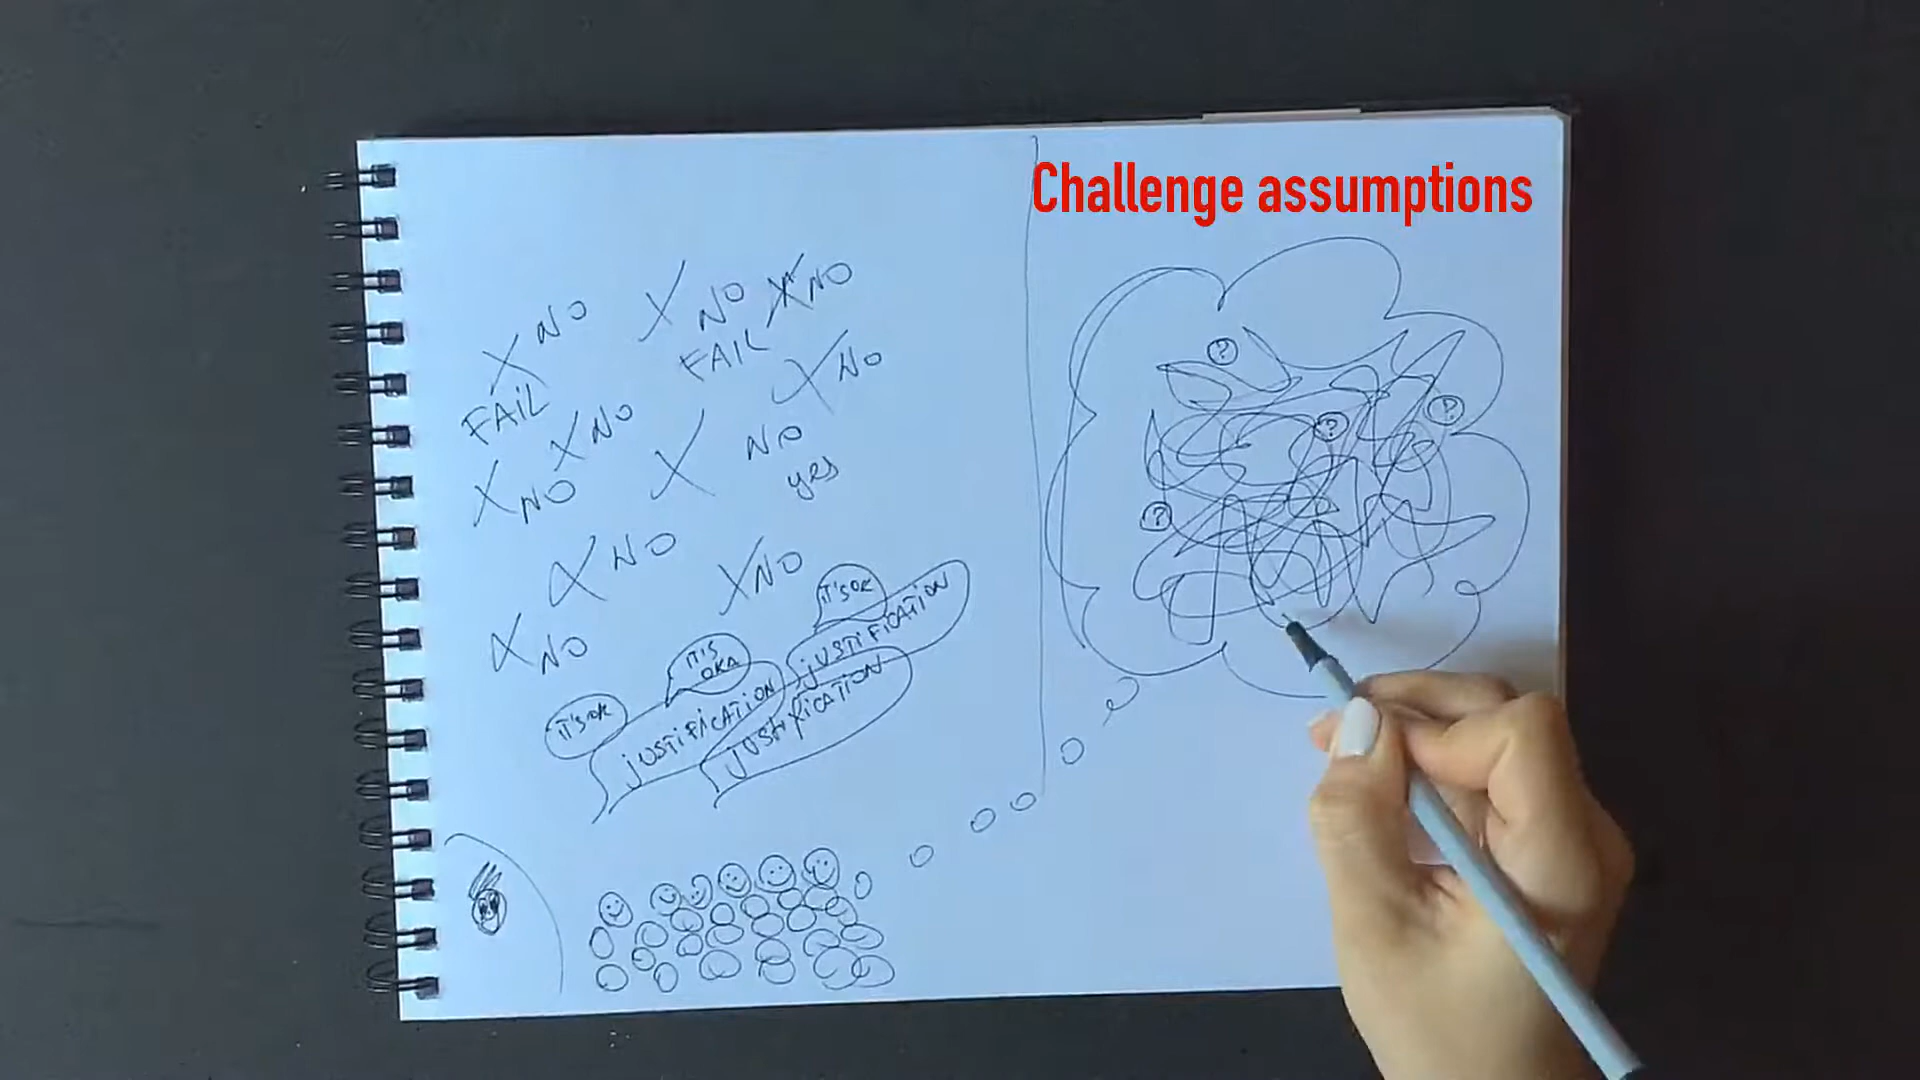 Challenge assumptions
X NO
X NO
X NO
FAIL
FAIL
X NO
X NO
X
NO
yes
X NO
X NO
X NO
X NO
IT'S OK
justification
IT'S
OKA
justification
IT'S OK
justification
?
?
?
?